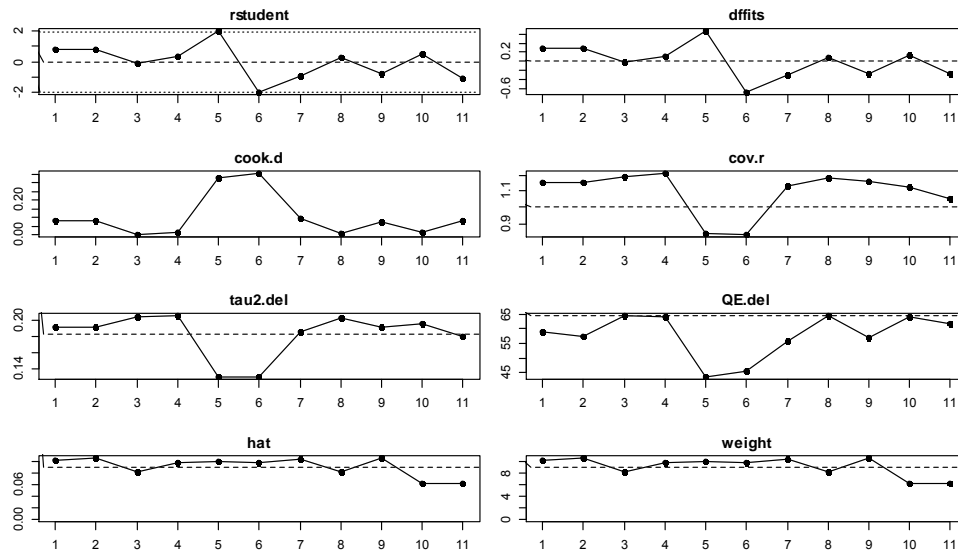 rstudent
2
0
-2
1 2 3 4 5 6 7 8 9 10 11
dffits
0.2
-0.6
1 2 3 4 5 6 7 8 9 10 11
cook.d
0.20
0.00
1 2 3 4 5 6 7 8 9 10 11
cov.r
1.1
0.9
1 2 3 4 5 6 7 8 9 10 11
tau2.del
0.20
0.14
1 2 3 4 5 6 7 8 9 10 11
QE.del
65
55
45
1 2 3 4 5 6 7 8 9 10 11
hat
0.06
0.00
1 2 3 4 5 6 7 8 9 10 11
weight
8
0
1 2 3 4 5 6 7 8 9 10 11